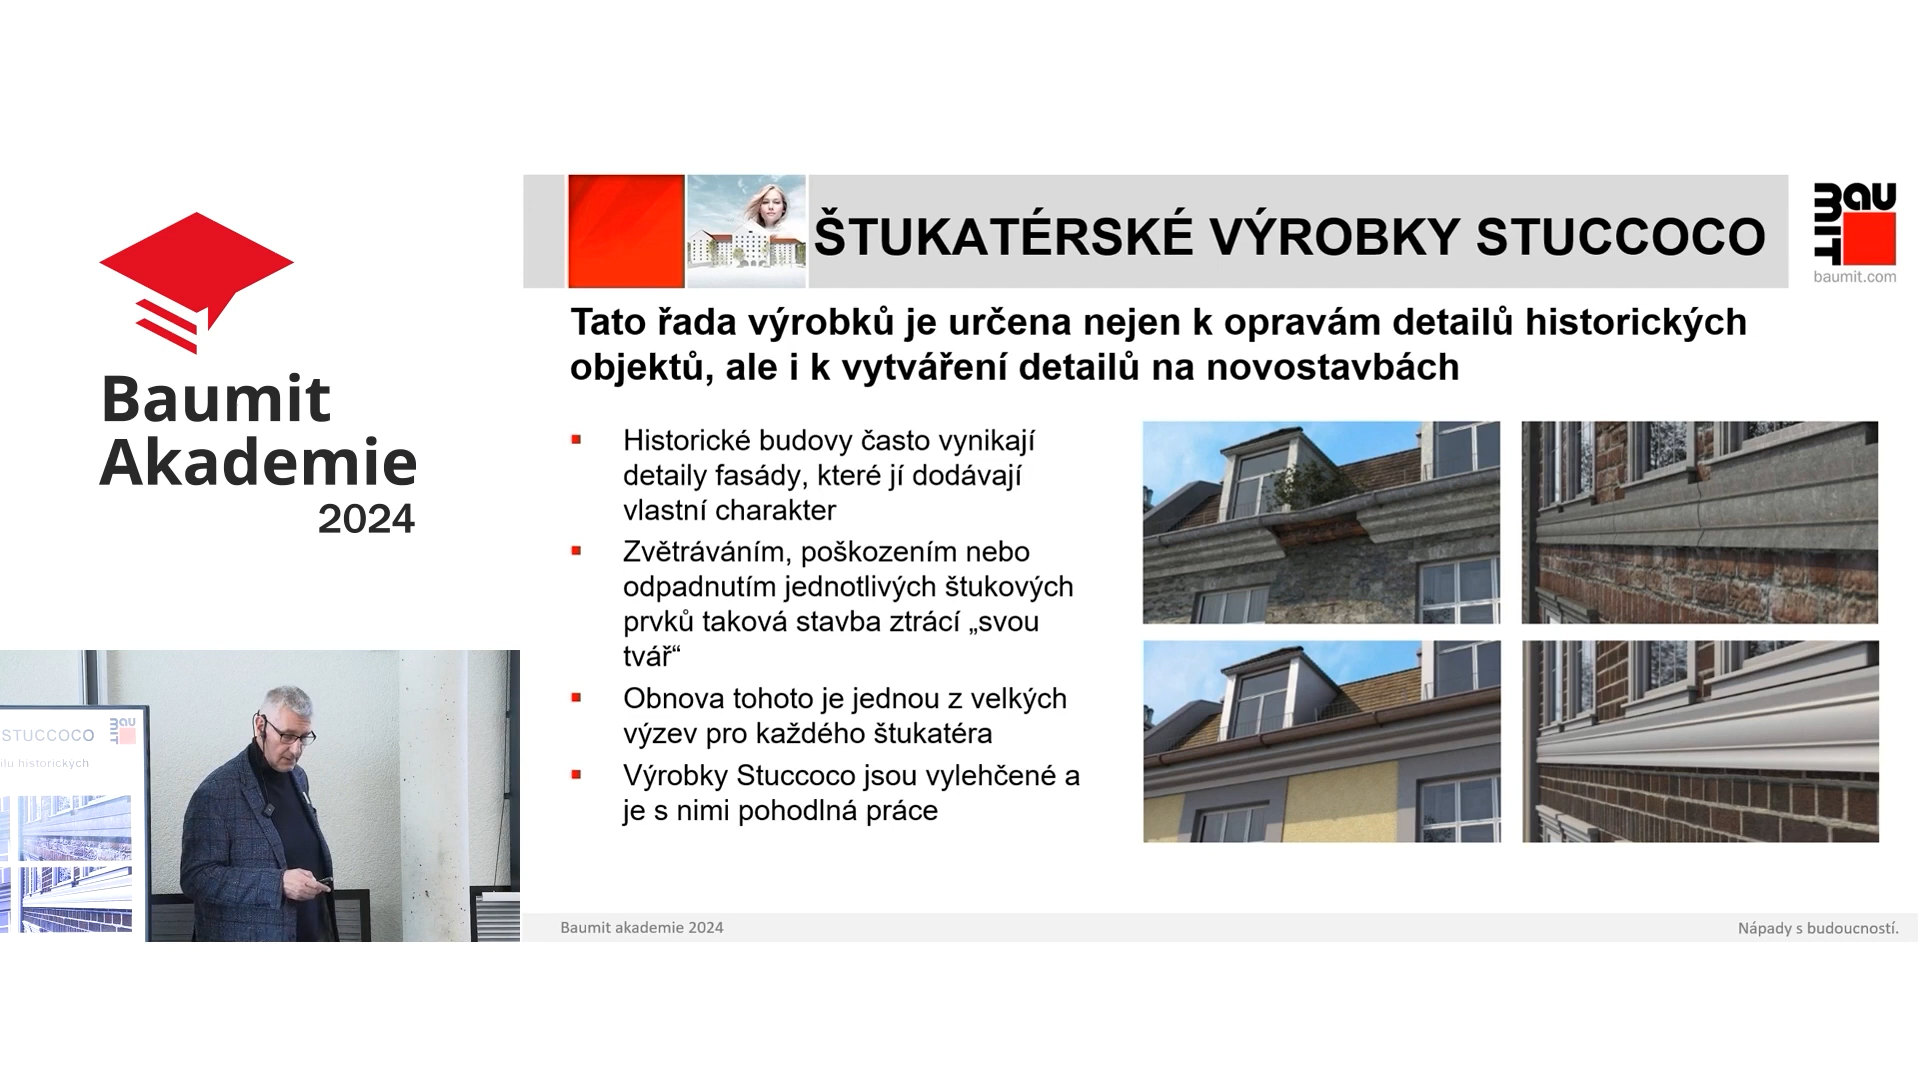 Baumit
Akademie
2024
STUCCOCO
baumit
historických
ŠTUKATÉRSKÉ VÝROBKY STUCCOCO
baumit
baumit.com
Tato řada výrobků je určena nejen k opravám detailů historických
objektů, ale i k vytváření detailů na novostavbách
Historické budovy často vynikají
detaily fasády, které jí dodávají
vlastní charakter
Zvětráváním, poškozením nebo
odpadnutím jednotlivých štukových
prvků taková stavba ztrácí „svou
tvář“
Obnova tohoto je jednou z velkých
výzev pro každého štukatéra
Výrobky Stuccoco jsou vylehčené a
je s nimi pohodlná práce
Baumit akademie 2024
Nápady s budoucností.